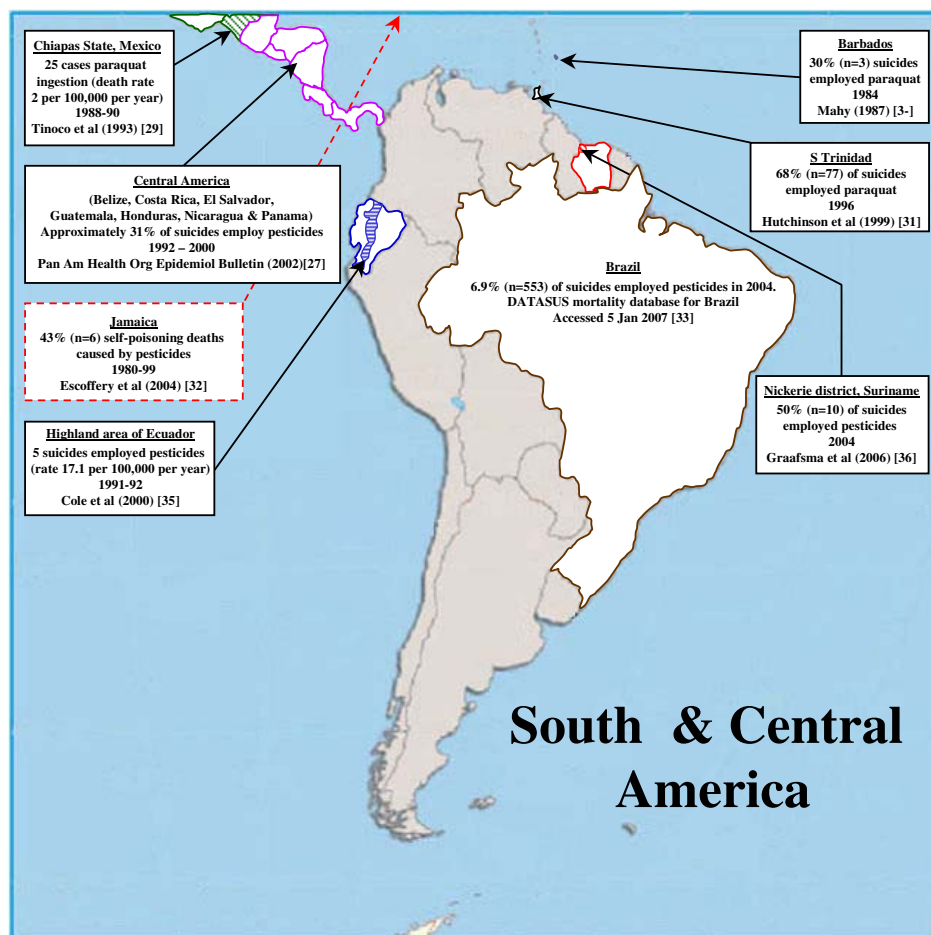 Chiapas State, Mexico
25 cases paraquat
ingestion (death rate
2 per 100,000 per year)
1988-90
Tinoco et al (1993) [29]
Central America
(Belize, Costa Rica, El Salvador,
Guatemala, Honduras, Nicaragua & Panama)
Approximately 31% of suicides employ pesticides
1992 – 2000
Pan Am Health Org Epidemiol Bulletin (2002)[27]
Jamaica
43% (n=6) self-poisoning deaths
caused by pesticides
1980-99
Escoffery et al (2004) [32]
Highland area of Ecuador
5 suicides employed pesticides
(rate 17.1 per 100,000 per year)
1991-92
Cole et al (2000) [35]
Barbados
30% (n=3) suicides
employed paraquat
1984
Mahy (1987) [3-]
S Trinidad
68% (n=77) of suicides
employed paraquat
1996
Hutchinson et al (1999) [31]
Brazil
6.9% (n=553) of suicides employed pesticides in 2004.
DATASUS mortality database for Brazil
Accessed 5 Jan 2007 [33]
Nickerie district, Suriname
50% (n=10) of suicides
employed pesticides
2004
Graafsma et al (2006) [36]
South & Central
America